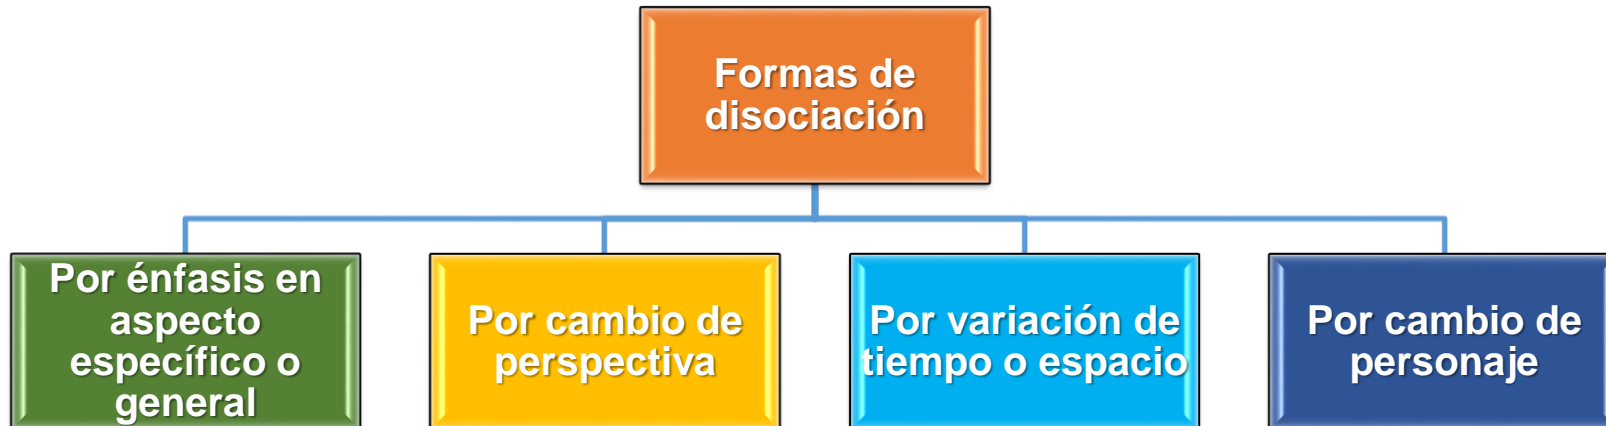 Formas de
disociación
Por énfasis en
aspecto
específico o
general
Por cambio de
perspectiva
Por variación de
tiempo o espacio
Por cambio de
personaje